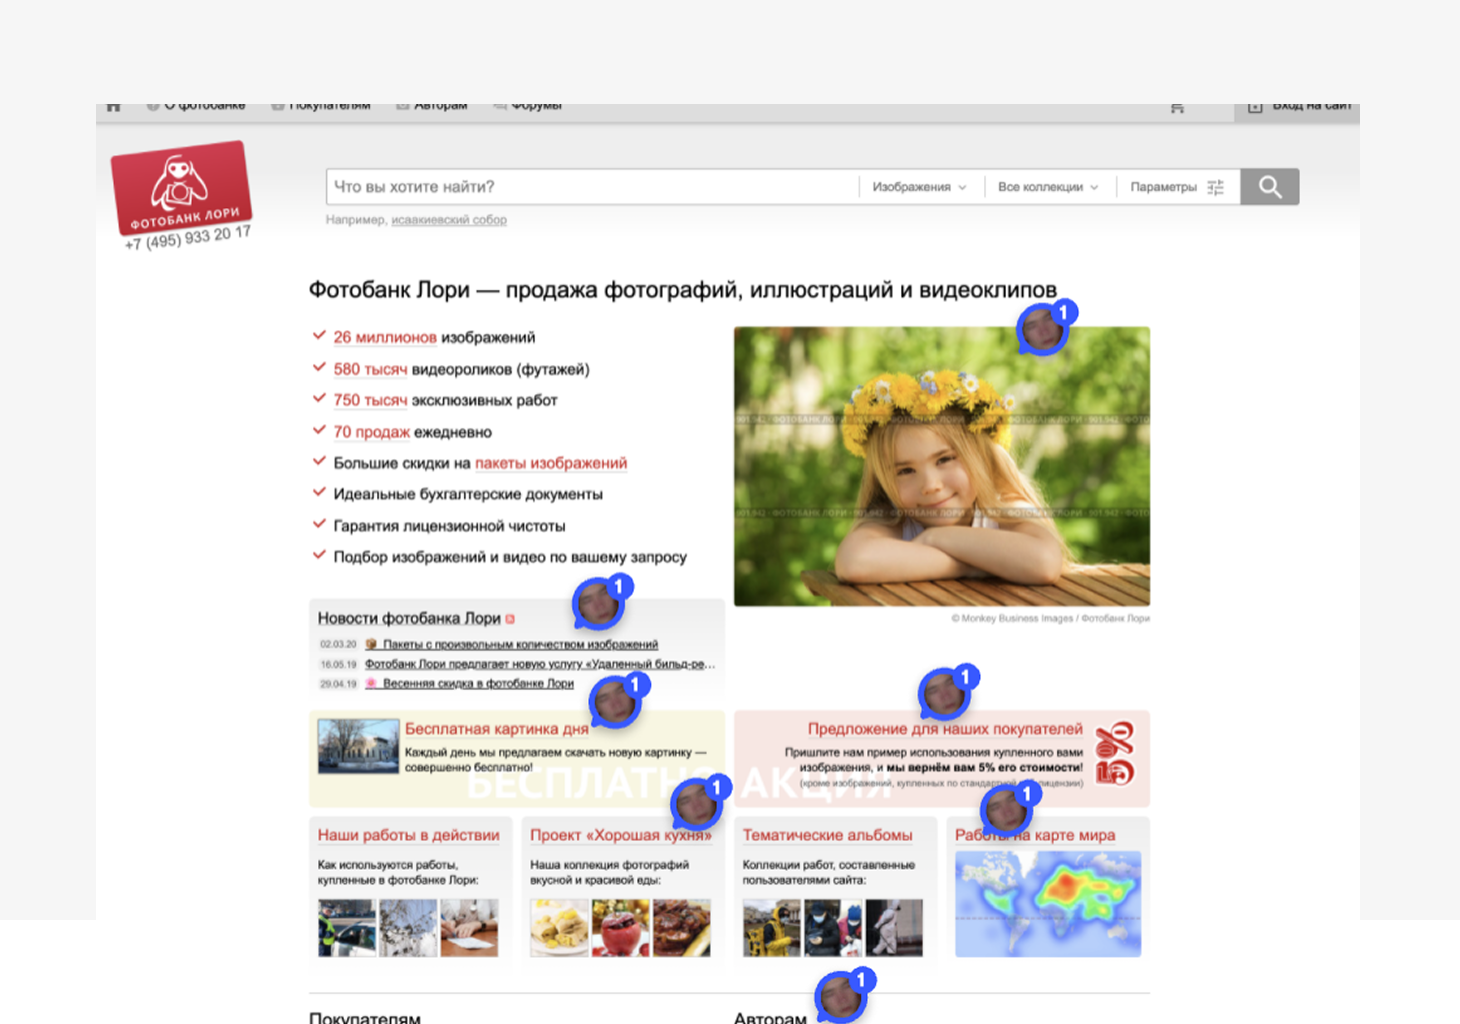 О фотобанке Покупателям Авторам Форумы Вход на сайт
ФОТОБАНК ЛОРИ
+7 (495) 933 20 17
Что вы хотите найти? Изображения Все коллекции Параметры
Например, исаакиевский собор
Фотобанк Лори — продажа фотографий, иллюстраций и видеоклипов
1
26 миллионов изображений
580 тысяч видеороликов (футажей)
750 тысяч эксклюзивных работ
70 продаж ежедневно
Большие скидки на пакеты изображений
Идеальные бухгалтерские документы
Гарантия лицензионной чистоты
Подбор изображений и видео по вашему запросу
901,942 · ФОТОБАНК ЛОРИ
© Monkey Business Images / Фотобанк Лори
1
Новости фотобанка Лори
02.03.20 Пакеты с произвольным количеством изображений
16.05.19 Фотобанк Лори предлагает новую услугу «Удаленный бильд-ре...
29.04.19 Весенняя скидка в фотобанке Лори
1
1
Бесплатная картинка дня
Каждый день мы предлагаем скачать новую картинку —
совершенно бесплатно!
БЕСПЛАТНО
Предложение для наших покупателей
Пришлите нам пример использования купленного вами
изображения, и мы вернём вам 5% его стоимости!
(кроме изображений, купленных по стандартной лицензии)
АКЦИЯ
5%
1
1
Наши работы в действии
Как используются работы,
купленные в фотобанке Лори:
Проект «Хорошая кухня»
Наша коллекция фотографий
вкусной и красивой еды:
Тематические альбомы
Коллекции работ, составленные
пользователями сайта:
Работы на карте мира
1
Покупателям
Авторам